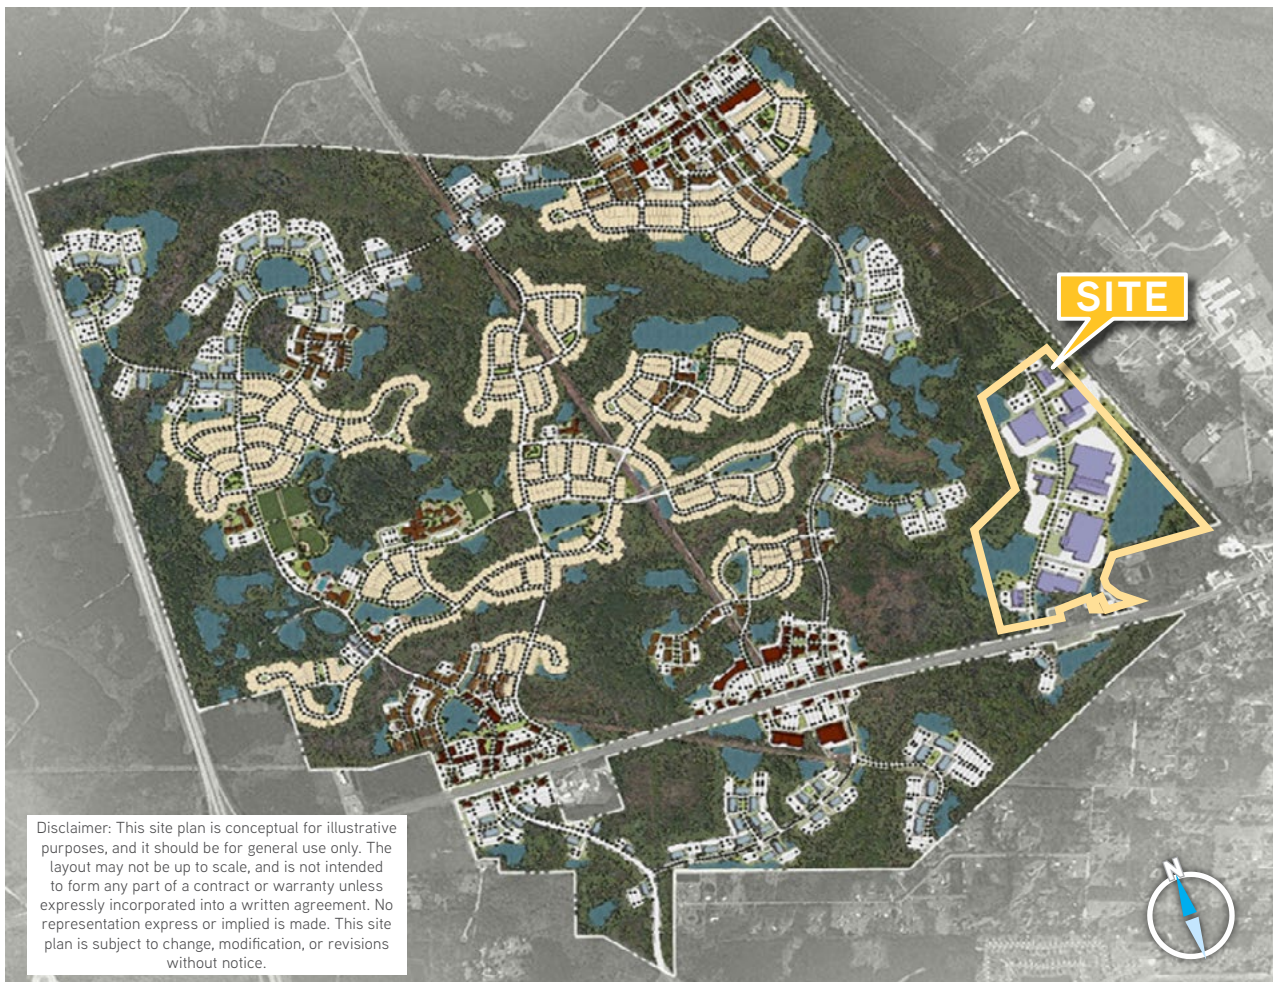 SITE
Disclaimer: This site plan is conceptual for illustrative
purposes, and it should be for general use only. The
layout may not be up to scale, and is not intended
to form any part of a contract or warranty unless
expressly incorporated into a written agreement. No
representation express or implied is made. This site
plan is subject to change, modification, or revisions
without notice.
N